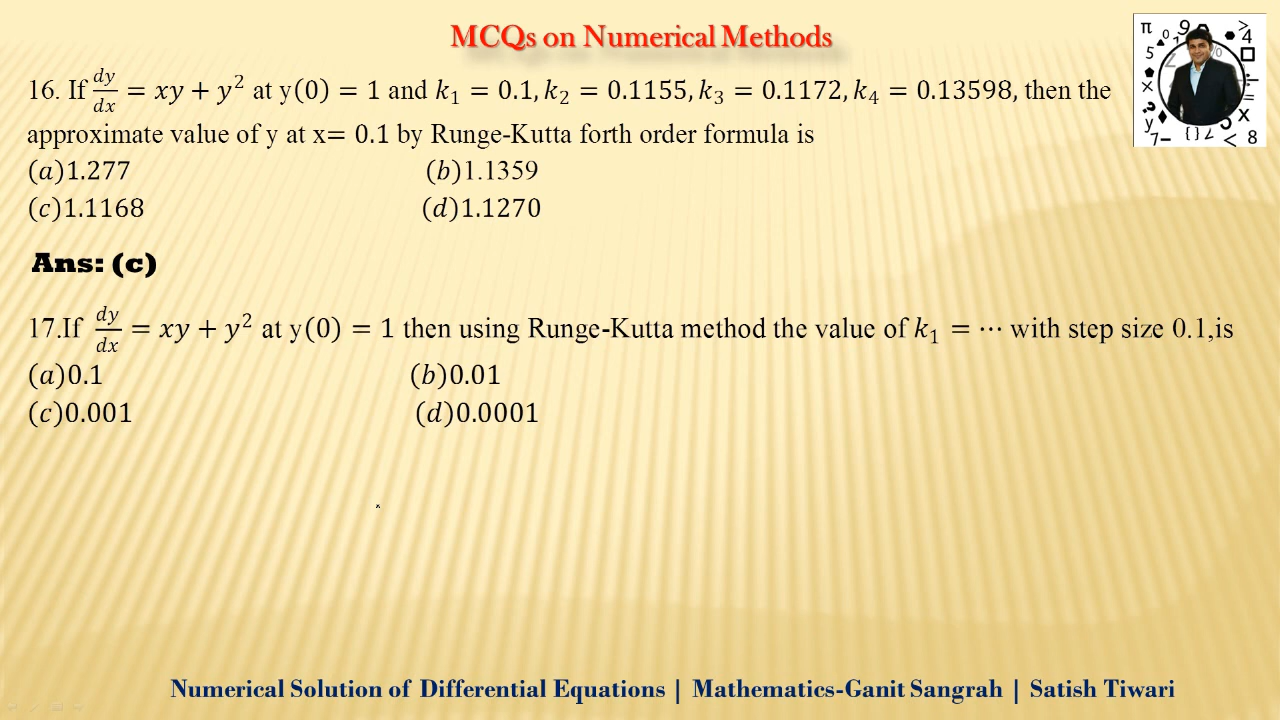 MCQs on Numerical Methods
16. If dy/dx = xy + y² at y(0) = 1 and k₁ = 0.1, k₂ = 0.1155, k₃ = 0.1172, k₄ = 0.13598, then the
approximate value of y at x= 0.1 by Runge-Kutta forth order formula is
(a)1.277 (b)1.1359
(c)1.1168 (d)1.1270
Ans: (c)
17.If dy/dx = xy + y² at y(0) = 1 then using Runge-Kutta method the value of k₁ = ⋯ with step size 0.1,is
(a)0.1 (b)0.01
(c)0.001 (d)0.0001
Numerical Solution of Differential Equations | Mathematics-Ganit Sangrah | Satish Tiwari